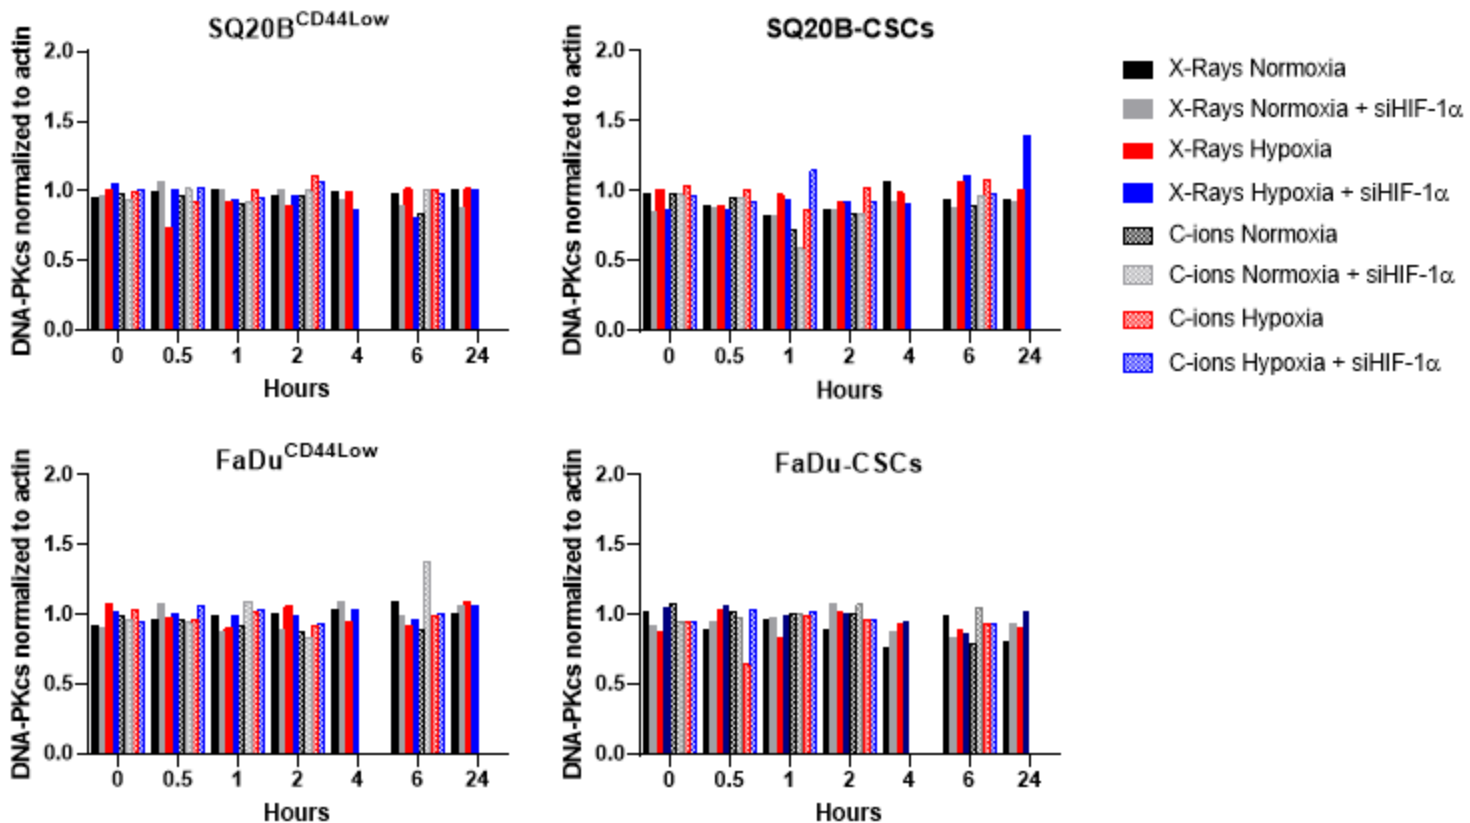 SQ20B^CD44Low
DNA-PKcs normalized to actin
2.0
1.5
1.0
0.5
0.0
0 0.5 1 2 4 6 24
Hours
SQ20B-CSCs
DNA-PKcs normalized to actin
2.0
1.5
1.0
0.5
0.0
0 0.5 1 2 4 6 24
Hours
X-Rays Normoxia
X-Rays Normoxia + siHIF-1α
X-Rays Hypoxia
X-Rays Hypoxia + siHIF-1α
C-ions Normoxia
C-ions Normoxia + siHIF-1α
C-ions Hypoxia
C-ions Hypoxia + siHIF-1α
FaDu^CD44Low
DNA-PKcs normalized to actin
2.0
1.5
1.0
0.5
0.0
0 0.5 1 2 4 6 24
Hours
FaDu-CSCs
DNA-PKcs normalized to actin
2.0
1.5
1.0
0.5
0.0
0 0.5 1 2 4 6 24
Hours